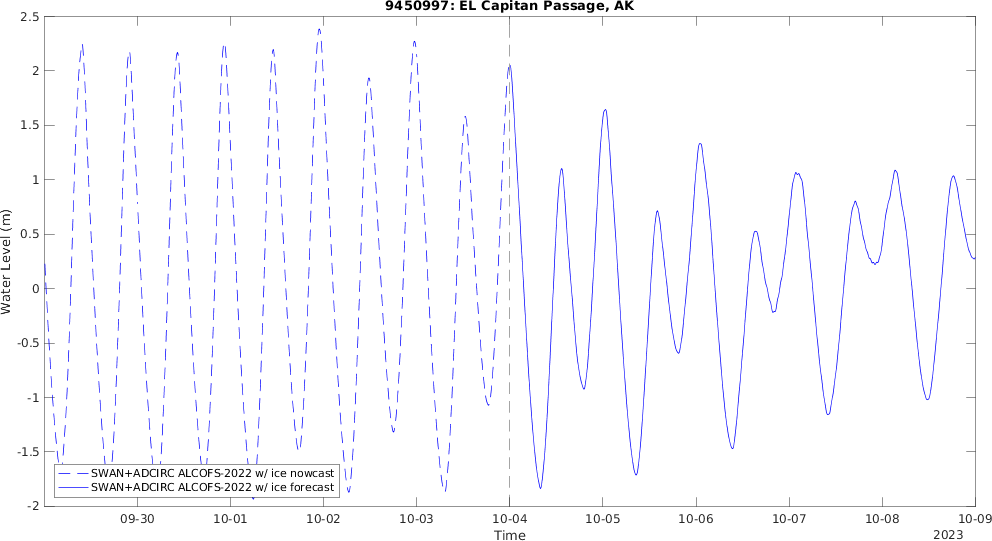 9450997: EL Capitan Passage, AK
2.5
2
1.5
1
0.5
0
-0.5
-1
-1.5
-2
Water Level (m)
SWAN+ADCIRC ALCOFS-2022 w/ ice nowcast
SWAN+ADCIRC ALCOFS-2022 w/ ice forecast
09-30 10-01 10-02 10-03 10-04 10-05 10-06 10-07 10-08 10-09
Time
2023